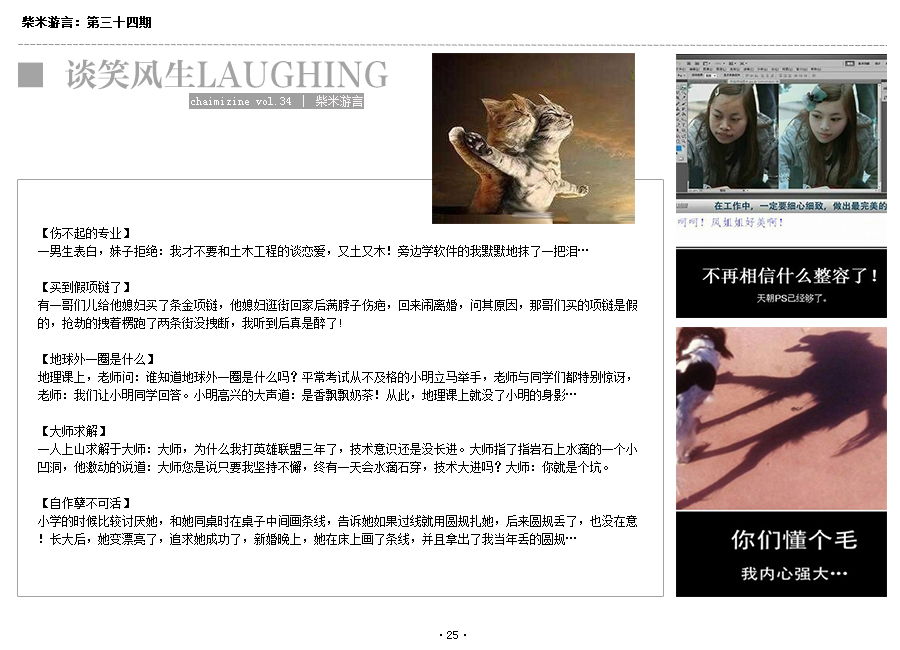 柴米游言：第三十四期
谈笑风生LAUGHING
chaimizine vol.34 | 柴米游言
【伤不起的专业】
一男生表白，妹子拒绝：我才不要和土木工程的谈恋爱，又土又木！旁边学软件的我默默地抹了一把泪…
【买到假项链了】
有一哥们儿给他媳妇买了条金项链，他媳妇逛街回家后满脖子伤疤，回来闹离婚，问其原因，那哥们买的项链是假
的，抢劫的拽着楞跑了两条街没拽断，我听到后真是醉了！
【地球外一圈是什么】
地理课上，老师问：谁知道地球外一圈是什么吗？平常考试从不及格的小明立马举手，老师与同学们都特别惊讶，
老师：我们让小明同学回答。小明高兴的大声道：是香飘飘奶茶！从此，地理课上就没了小明的身影…
【大师求解】
一人上山求解于大师：大师，为什么我打英雄联盟三年了，技术意识还是没长进。大师指了指岩石上水滴的一个小
凹洞，他激动的说道：大师您是说只要我坚持不懈，终有一天会水滴石穿，技术大进吗？大师：你就是个坑。
【自作孽不可活】
小学的时候比较讨厌她，和她同桌时在桌子中间画条线，告诉她如果过线就用圆规扎她，后来圆规丢了，也没在意
！长大后，她变漂亮了，追求她成功了，新婚晚上，她在床上画了条线，并且拿出了我当年丢的圆规…
在工作中，一定要细心细致，做出最完美的
呵呵！凤姐姐好美啊！
不再相信什么整容了！
天朝PS已经够了。
你们懂个毛
我内心强大…
·25·